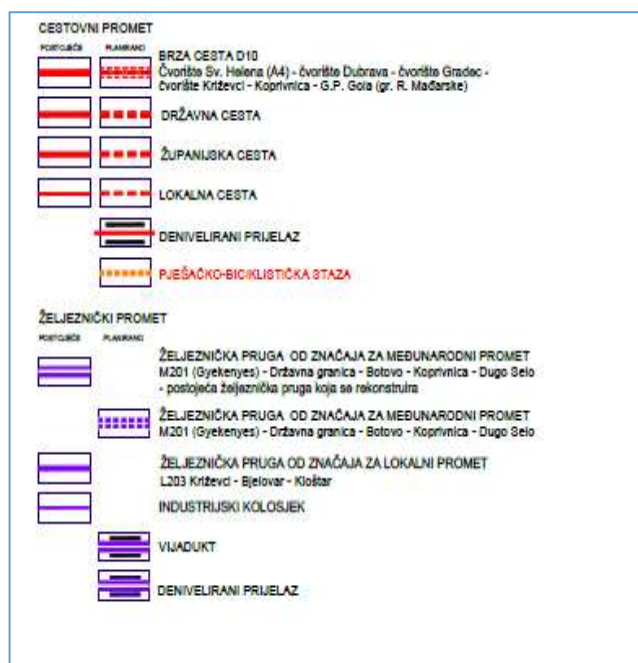 CESTOVNI PROMET
POSTOJEĆE PLANIRANO
BRZA CESTA D10
Čvorište Sv. Helena (A4) - čvorište Dubrava - čvorište Gradec -
čvorište Križevci - Koprivnica - G.P. Gola (gr. R. Mađarske)
DRŽAVNA CESTA
ŽUPANIJSKA CESTA
LOKALNA CESTA
DENIVELIRANI PRIJELAZ
PJEŠAČKO-BICIKLISTIČKA STAZA
ŽELJEZNIČKI PROMET
POSTOJEĆE PLANIRANO
ŽELJEZNIČKA PRUGA OD ZNAČAJA ZA MEĐUNARODNI PROMET
M201 (Gyekenyes) - Državna granica - Botovo - Koprivnica - Dugo Selo
- postojeća željeznička pruga koja se rekonstruira
ŽELJEZNIČKA PRUGA OD ZNAČAJA ZA MEĐUNARODNI PROMET
M201 (Gyekenyes) - Državna granica - Botovo - Koprivnica - Dugo Selo
ŽELJEZNIČKA PRUGA OD ZNAČAJA ZA LOKALNI PROMET
L203 Križevci - Bjelovar - Kloštar
INDUSTRIJSKI KOLOSJEK
VIJADUKT
DENIVELIRANI PRIJELAZ